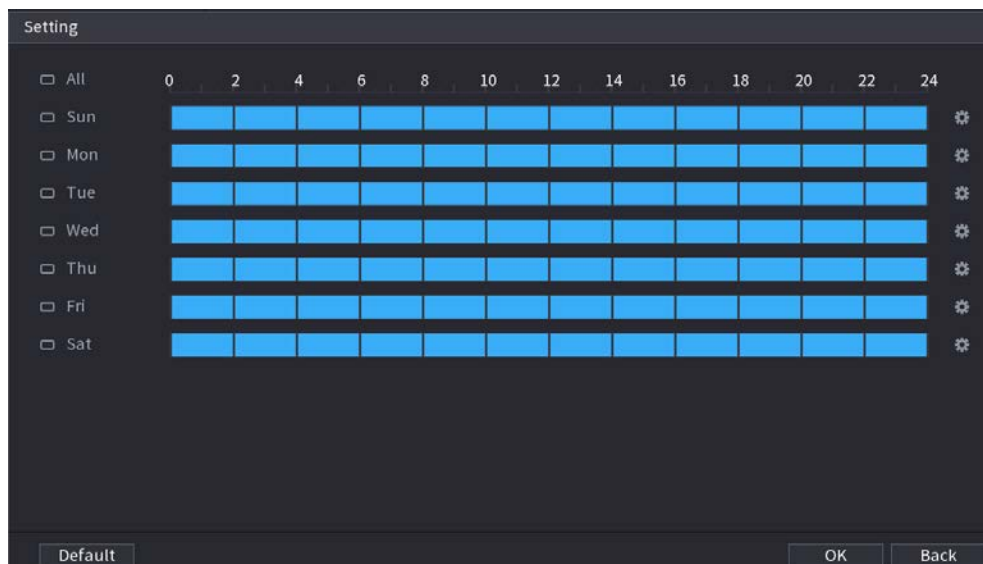 Setting
All 0 2 4 6 8 10 12 14 16 18 20 22 24
Sun
Mon
Tue
Wed
Thu
Fri
Sat
Default OK Back